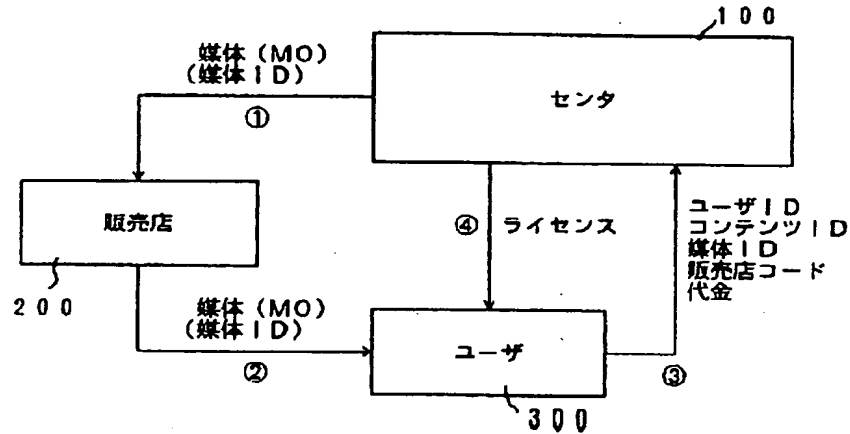 100
媒体(MO)
(媒体ID)
センタ
①
販売店
④ ライセンス
ユーザID
コンテンツID
媒体ID
販売店コード
代金
200
媒体(MO)
(媒体ID)
ユーザ
②
③
300